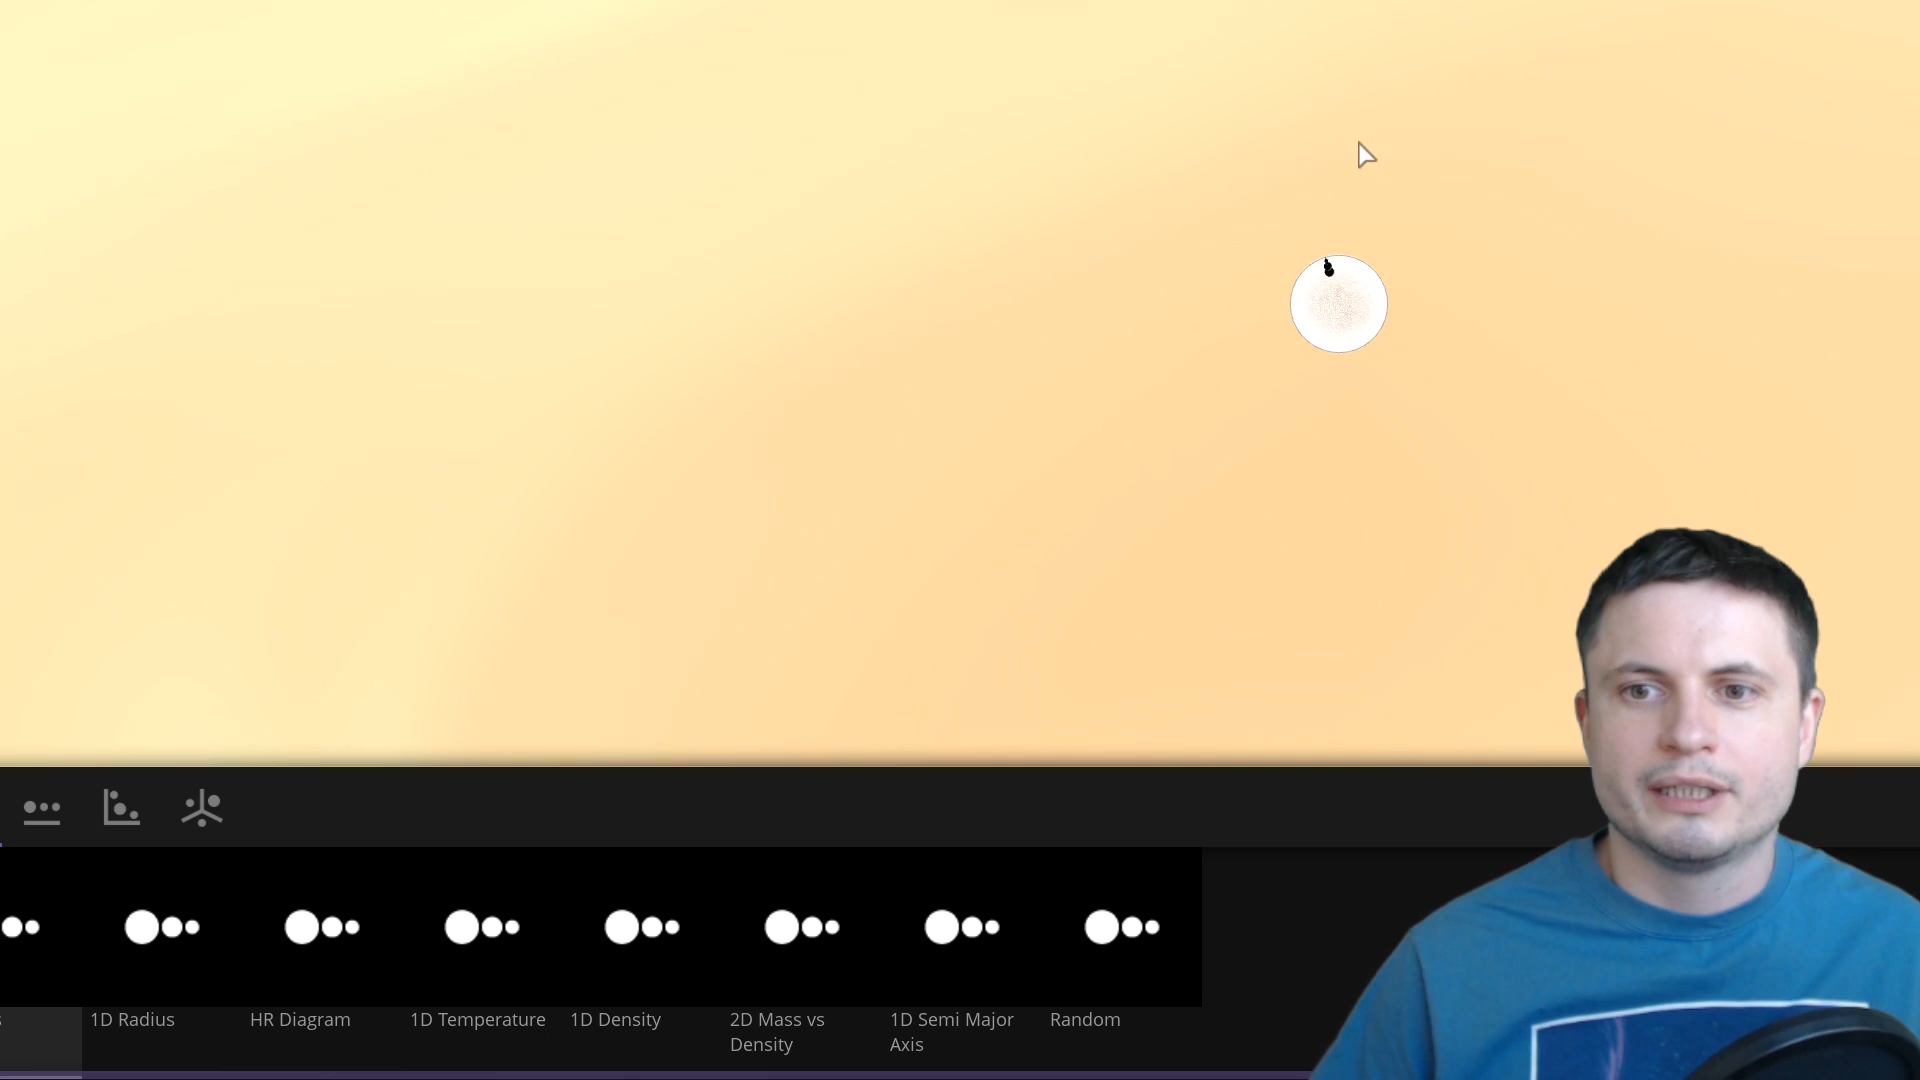 1D Radius
HR Diagram
1D Temperature
1D Density
2D Mass vs
Density
1D Semi Major
Axis
Random